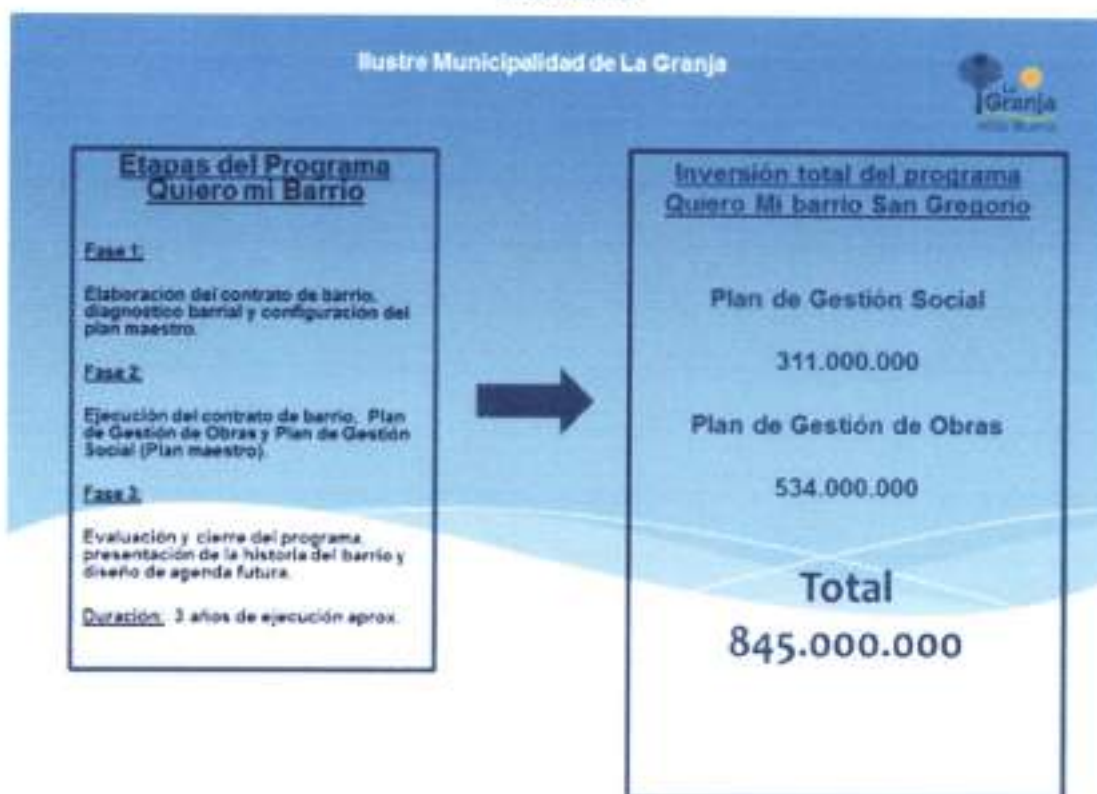 Ilustre Municipalidad de La Granja
La
Granja
Etapas del Programa
Quiero mi Barrio
Fase 1:
Elaboración del contrato de barrio,
diagnostico barrial y configuración del
plan maestro.
Fase 2:
Ejecución del contrato de barrio, Plan
de Gestión de Obras y Plan de Gestión
Social (Plan maestro).
Fase 3:
Evaluación y cierre del programa,
presentación de la historia del barrio y
diseño de agenda futura.
Duración: 3 años de ejecución aprox.
Inversión total del programa
Quiero Mi barrio San Gregorio
Plan de Gestión Social
311.000.000
Plan de Gestión de Obras
534.000.000
Total
845.000.000